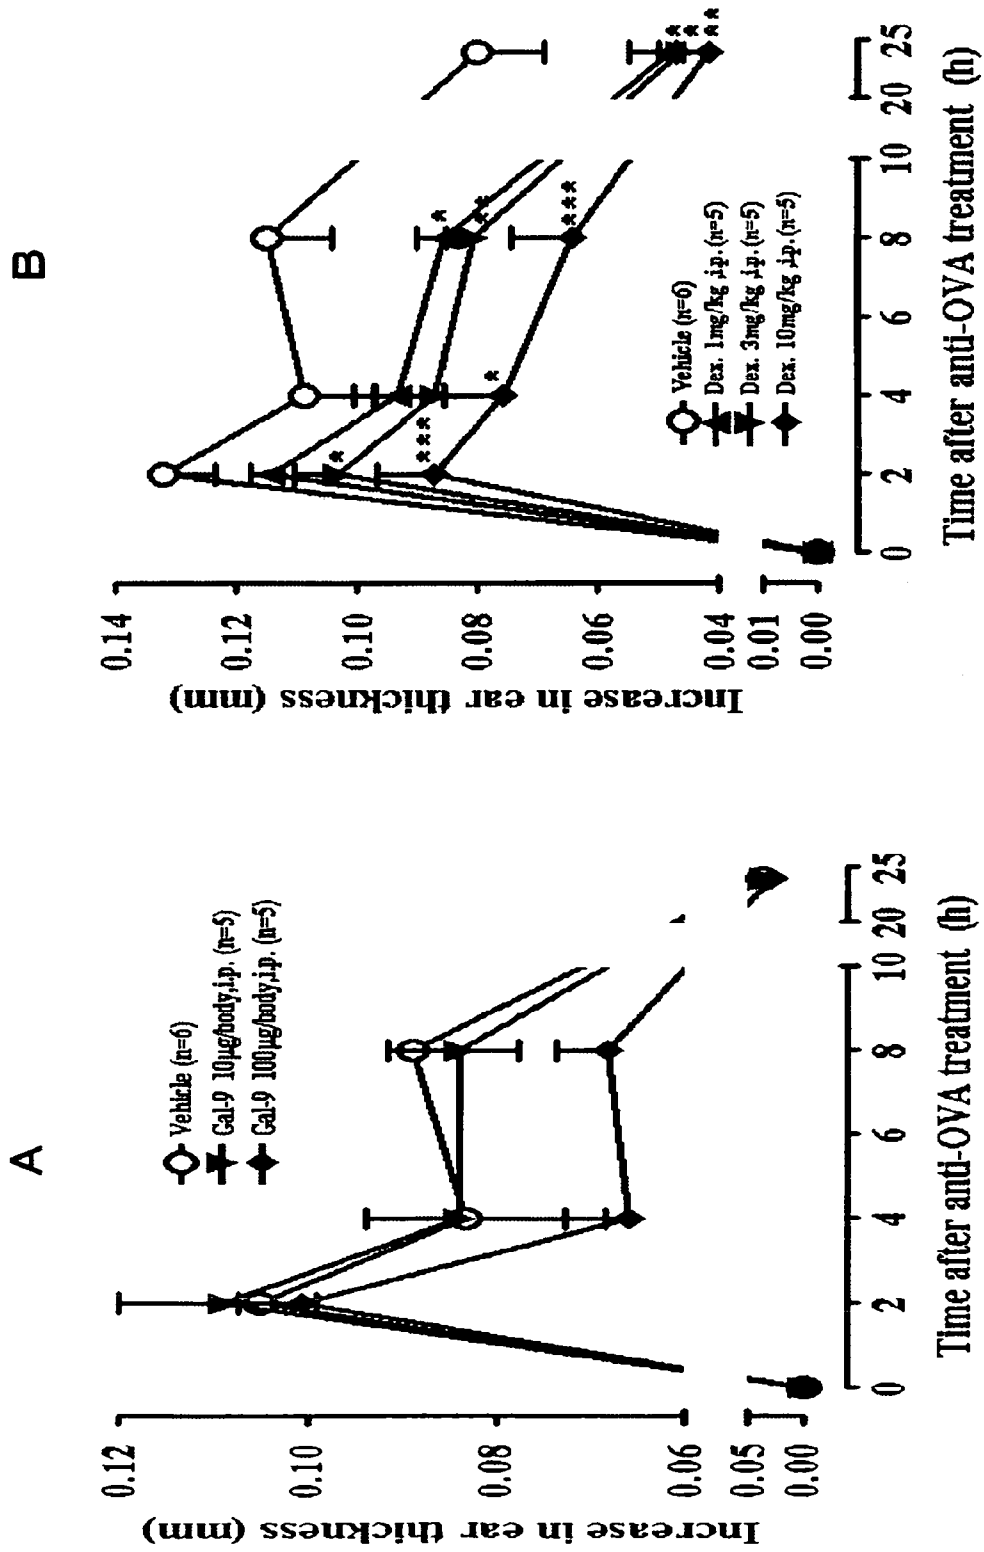 A
Increase in ear thickness (mm)
0.12
0.10
0.08
0.06
0.05
0.00
Vehicle (n=6)
Gal-9 10μg/body,i.p. (n=5)
Gal-9 100μg/body,i.p. (n=5)
0 2 4 6 8 10 20 25
Time after anti-OVA treatment (h)
B
Increase in ear thickness (mm)
0.14
0.12
0.10
0.08
0.06
0.04
0.01
0.00
*
***
*
*
**
***
*
*
**
Vehicle (n=6)
Dex. 1mg/kg ,i.p.(n=5)
Dex. 3mg/kg ,i.p.(n=5)
Dex. 10mg/kg ,i.p.(n=5)
0 2 4 6 8 10 20 25
Time after anti-OVA treatment (h)